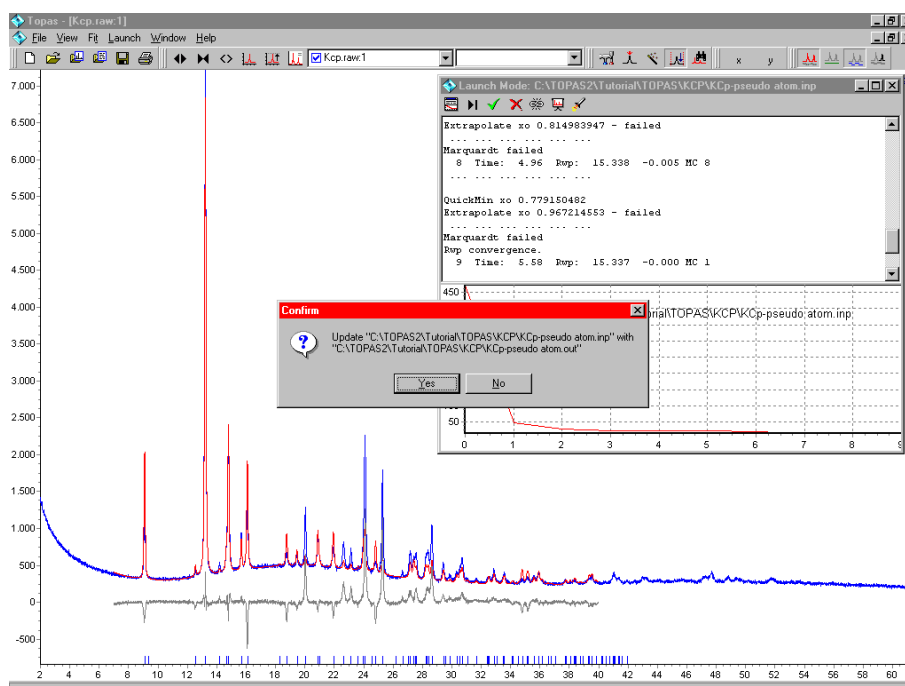 Topas - [Kcp.raw:1]
File View Fit Launch Window Help
Kcp.raw:1
x y
Launch Mode: C:\TOPAS2\Tutorial\TOPAS\KCP\KCp-pseudo atom.inp
Extrapolate xo 0.814983947 - failed
... ... ... ... ... ...
Marquardt failed
8 Time: 4.96 Rwp: 15.338 -0.005 MC 8
... ... ... ... ... ...
QuickMin xo 0.779150482
Extrapolate xo 0.967214553 - failed
... ... ... ... ... ...
Marquardt failed
Rwp convergence.
9 Time: 5.58 Rwp: 15.337 -0.000 MC 1
450
orial\TOPAS\KCP\KCp-pseudo atom.inp:
50
0 1 2 3 4 5 6 7 8 9
Confirm
Update "C:\TOPAS2\Tutorial\TOPAS\KCP\KCp-pseudo atom.inp" with
"C:\TOPAS2\Tutorial\TOPAS\KCP\KCp-pseudo atom.out"
Yes No
7.000
6.500
6.000
5.500
5.000
4.500
4.000
3.500
3.000
2.500
2.000
1.500
1.000
500
0
-500
2 4 6 8 10 12 14 16 18 20 22 24 26 28 30 32 34 36 38 40 42 44 46 48 50 52 54 56 58 60